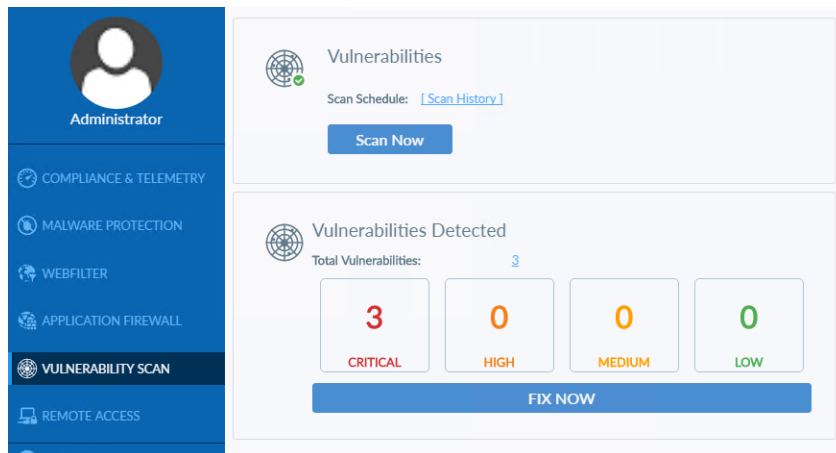 Administrator
COMPLIANCE & TELEMETRY
MALWARE PROTECTION
WEBFILTER
APPLICATION FIREWALL
VULNERABILITY SCAN
REMOTE ACCESS
Vulnerabilities
Scan Schedule: [ Scan History ]
Scan Now
Vulnerabilities Detected
Total Vulnerabilities: 3
3 0 0 0
CRITICAL HIGH MEDIUM LOW
FIX NOW